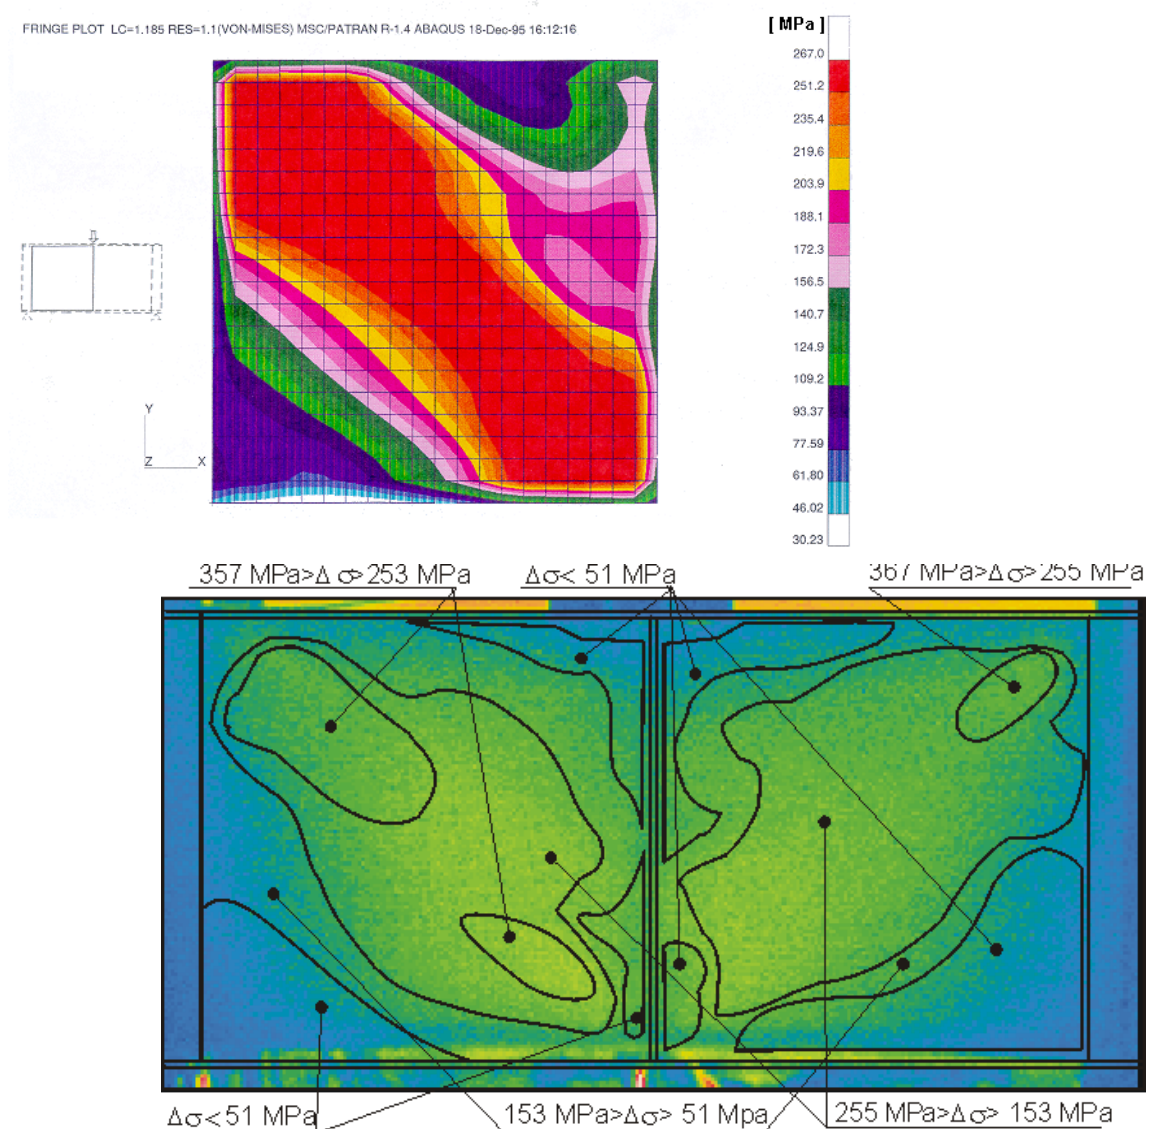 FRINGE PLOT LC=1.185 RES=1.1(VON-MISES) MSC/PATRAN R-1.4 ABAQUS 18-Dec-95 16:12:16
[ MPa]
267.0
251.2
235.4
219.6
203.9
188.1
172.3
156.5
140.7
124.9
109.2
93.37
77.59
61.80
46.02
30.23
Y
Z X
357 MPa>Δ σ>253 MPa
Δσ< 51 MPa
367 MPa>Δσ>255 MPa
Δσ<51 MPa
153 MPa>Δσ> 51 Mpa
255 MPa>Δσ> 153 MPa